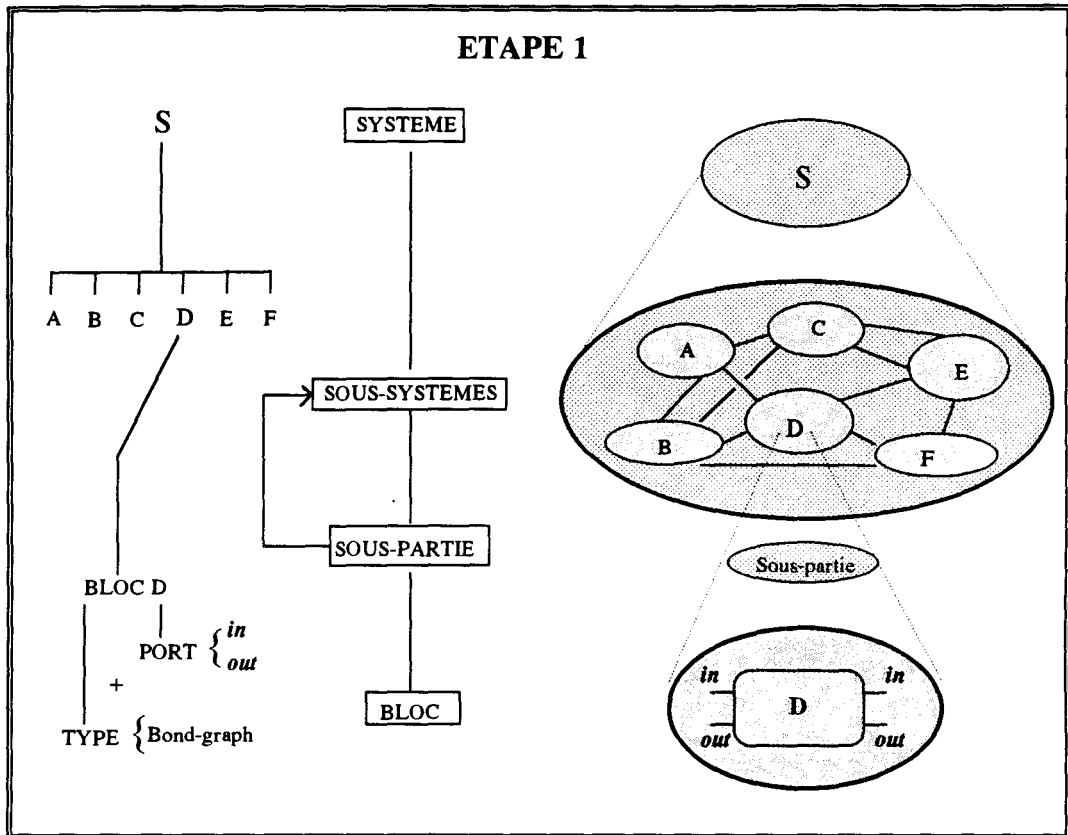 ETAPE 1
S
A B C D E F
BLOC D
PORT { in
out
+
TYPE { Bond-graph
SYSTEME
SOUS-SYSTEMES
SOUS-PARTIE
BLOC
S
A
C
E
B
D
F
Sous-partie
in
in
D
out
out